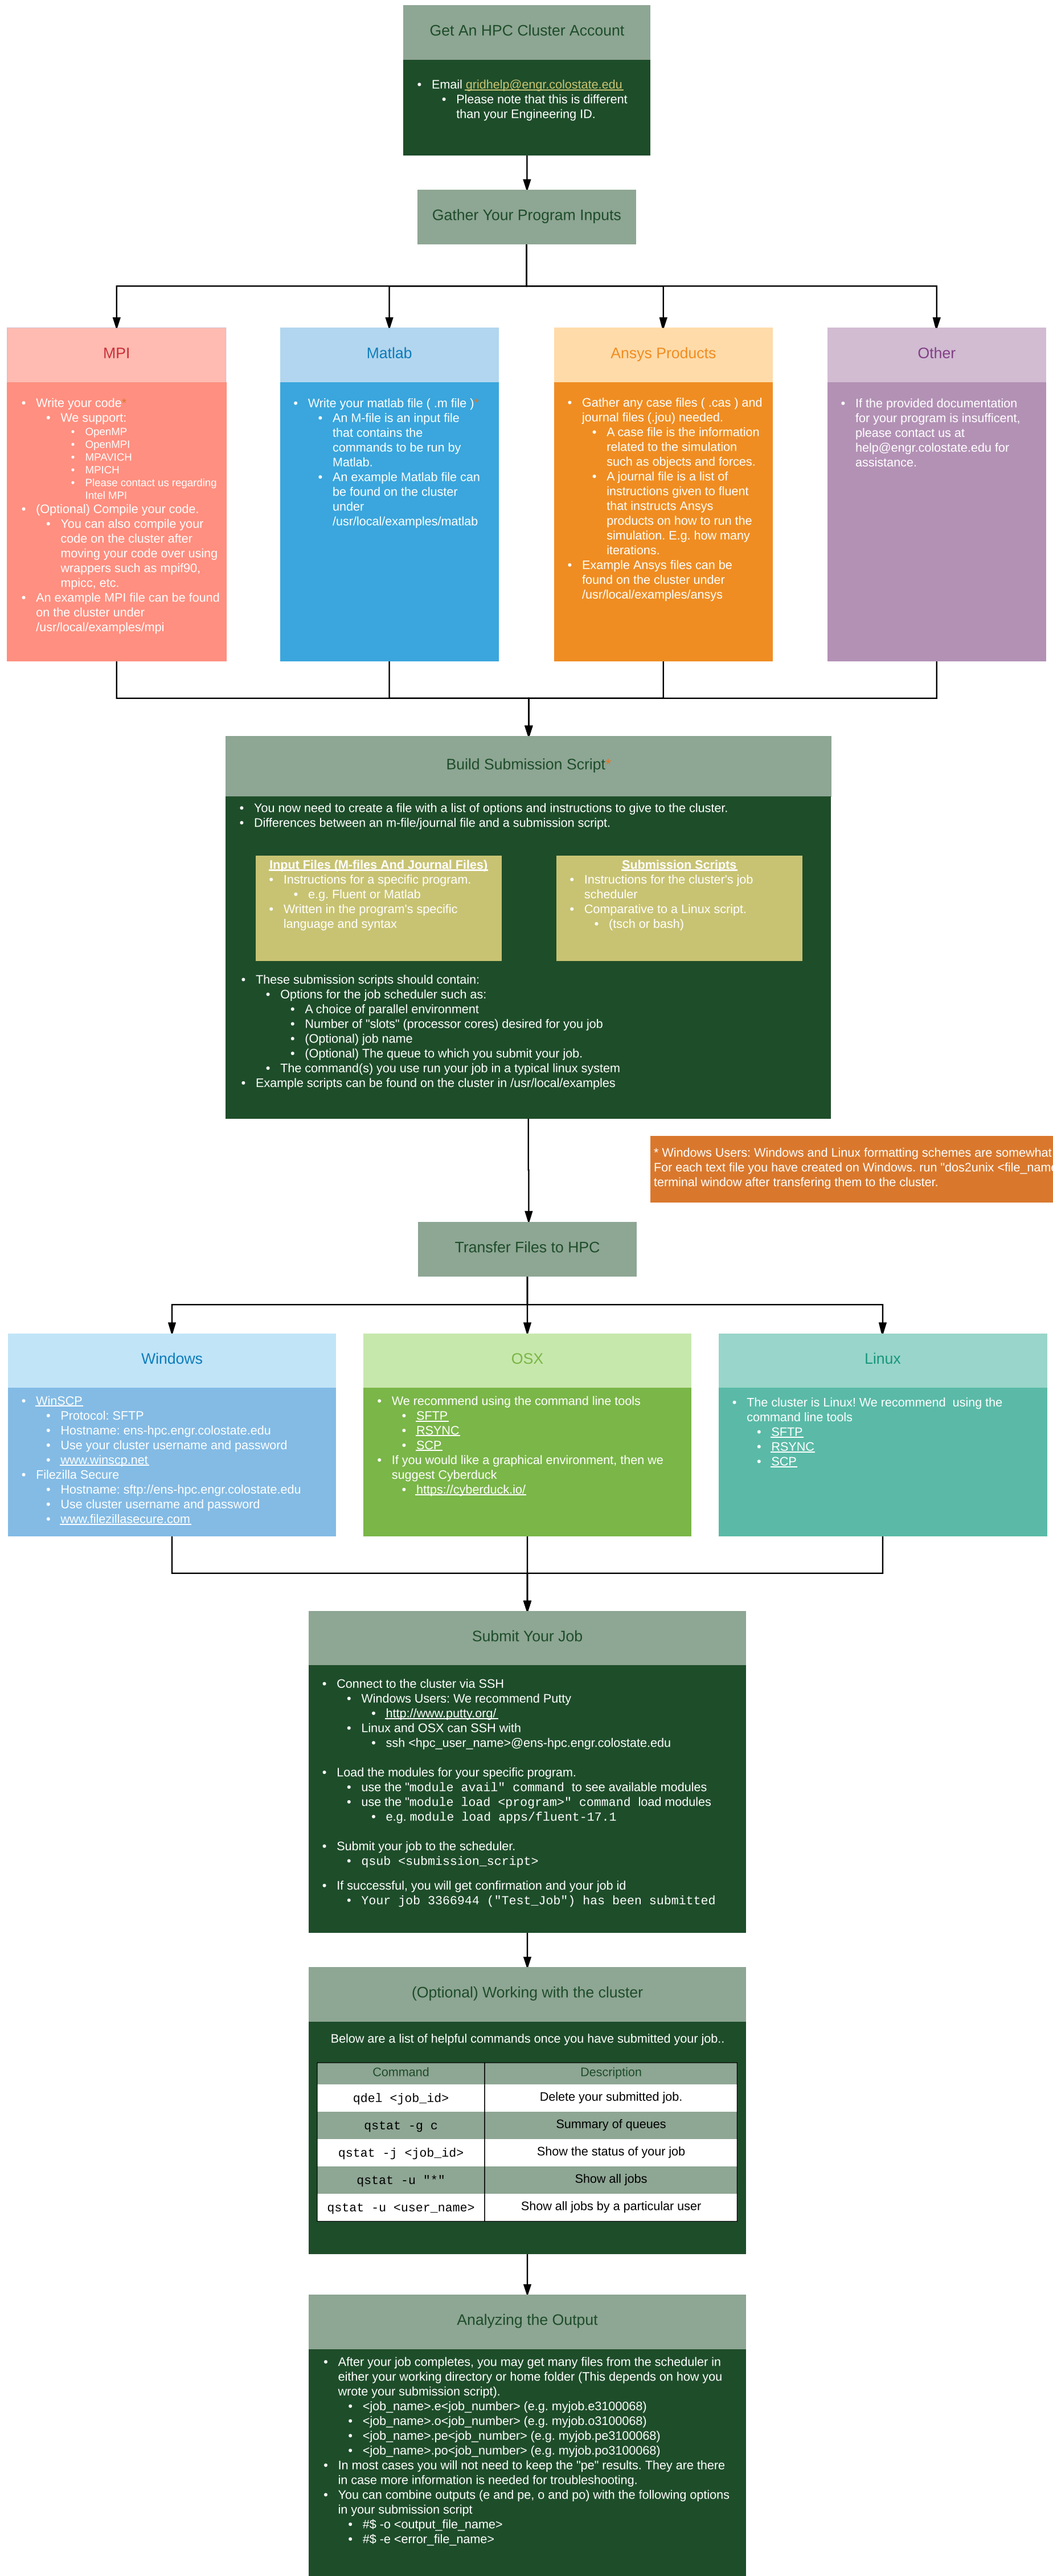 Get An HPC Cluster Account
• Email gridhelp@engr.colostate.edu
• Please note that this is different
than your Engineering ID.
Gather Your Program Inputs
MPI
• Write your code*
• We support:
• OpenMP
• OpenMPI
• MPAVICH
• MPICH
• Please contact us regarding
Intel MPI
• (Optional) Compile your code.
• You can also compile your
code on the cluster after
moving your code over using
wrappers such as mpif90,
mpicc, etc.
• An example MPI file can be found
on the cluster under
/usr/local/examples/mpi
Matlab
• Write your matlab file ( .m file )*
• An M-file is an input file
that contains the
commands to be run by
Matlab.
• An example Matlab file can
be found on the cluster
under
/usr/local/examples/matlab
Ansys Products
• Gather any case files ( .cas ) and
journal files (.jou) needed.
• A case file is the information
related to the simulation
such as objects and forces.
• A journal file is a list of
instructions given to fluent
that instructs Ansys
products on how to run the
simulation. E.g. how many
iterations.
• Example Ansys files can be
found on the cluster under
/usr/local/examples/ansys
Other
• If the provided documentation
for your program is insufficent,
please contact us at
help@engr.colostate.edu for
assistance.
Build Submission Script*
• You now need to create a file with a list of options and instructions to give to the cluster.
• Differences between an m-file/journal file and a submission script.
Input Files (M-files And Journal Files)
• Instructions for a specific program.
• e.g. Fluent or Matlab
• Written in the program's specific
language and syntax
Submission Scripts
• Instructions for the cluster's job
scheduler
• Comparative to a Linux script.
• (tsch or bash)
• These submission scripts should contain:
• Options for the job scheduler such as:
• A choice of parallel environment
• Number of "slots" (processor cores) desired for you job
• (Optional) job name
• (Optional) The queue to which you submit your job.
• The command(s) you use run your job in a typical linux system
• Example scripts can be found on the cluster in /usr/local/examples
* Windows Users: Windows and Linux formatting schemes are somewhat
For each text file you have created on Windows. run "dos2unix <file_name
terminal window after transfering them to the cluster.
Transfer Files to HPC
Windows
• WinSCP
• Protocol: SFTP
• Hostname: ens-hpc.engr.colostate.edu
• Use your cluster username and password
• www.winscp.net
• Filezilla Secure
• Hostname: sftp://ens-hpc.engr.colostate.edu
• Use cluster username and password
• www.filezillasecure.com
OSX
• We recommend using the command line tools
• SFTP
• RSYNC
• SCP
• If you would like a graphical environment, then we
suggest Cyberduck
• https://cyberduck.io/
Linux
• The cluster is Linux! We recommend using the
command line tools
• SFTP
• RSYNC
• SCP
Submit Your Job
• Connect to the cluster via SSH
• Windows Users: We recommend Putty
• http://www.putty.org/
• Linux and OSX can SSH with
• ssh <hpc_user_name>@ens-hpc.engr.colostate.edu
• Load the modules for your specific program.
• use the "module avail" command to see available modules
• use the "module load <program>" command load modules
• e.g. module load apps/fluent-17.1
• Submit your job to the scheduler.
• qsub <submission_script>
• If successful, you will get confirmation and your job id
• Your job 3366944 ("Test_Job") has been submitted
(Optional) Working with the cluster
Below are a list of helpful commands once you have submitted your job..
Command Description
qdel <job_id> Delete your submitted job.
qstat -g c Summary of queues
qstat -j <job_id> Show the status of your job
qstat -u "*" Show all jobs
qstat -u <user_name> Show all jobs by a particular user
Analyzing the Output
• After your job completes, you may get many files from the scheduler in
either your working directory or home folder (This depends on how you
wrote your submission script).
• <job_name>.e<job_number> (e.g. myjob.e3100068)
• <job_name>.o<job_number> (e.g. myjob.o3100068)
• <job_name>.pe<job_number> (e.g. myjob.pe3100068)
• <job_name>.po<job_number> (e.g. myjob.po3100068)
• In most cases you will not need to keep the "pe" results. They are there
in case more information is needed for troubleshooting.
• You can combine outputs (e and pe, o and po) with the following options
in your submission script
• #$ -o <output_file_name>
• #$ -e <error_file_name>